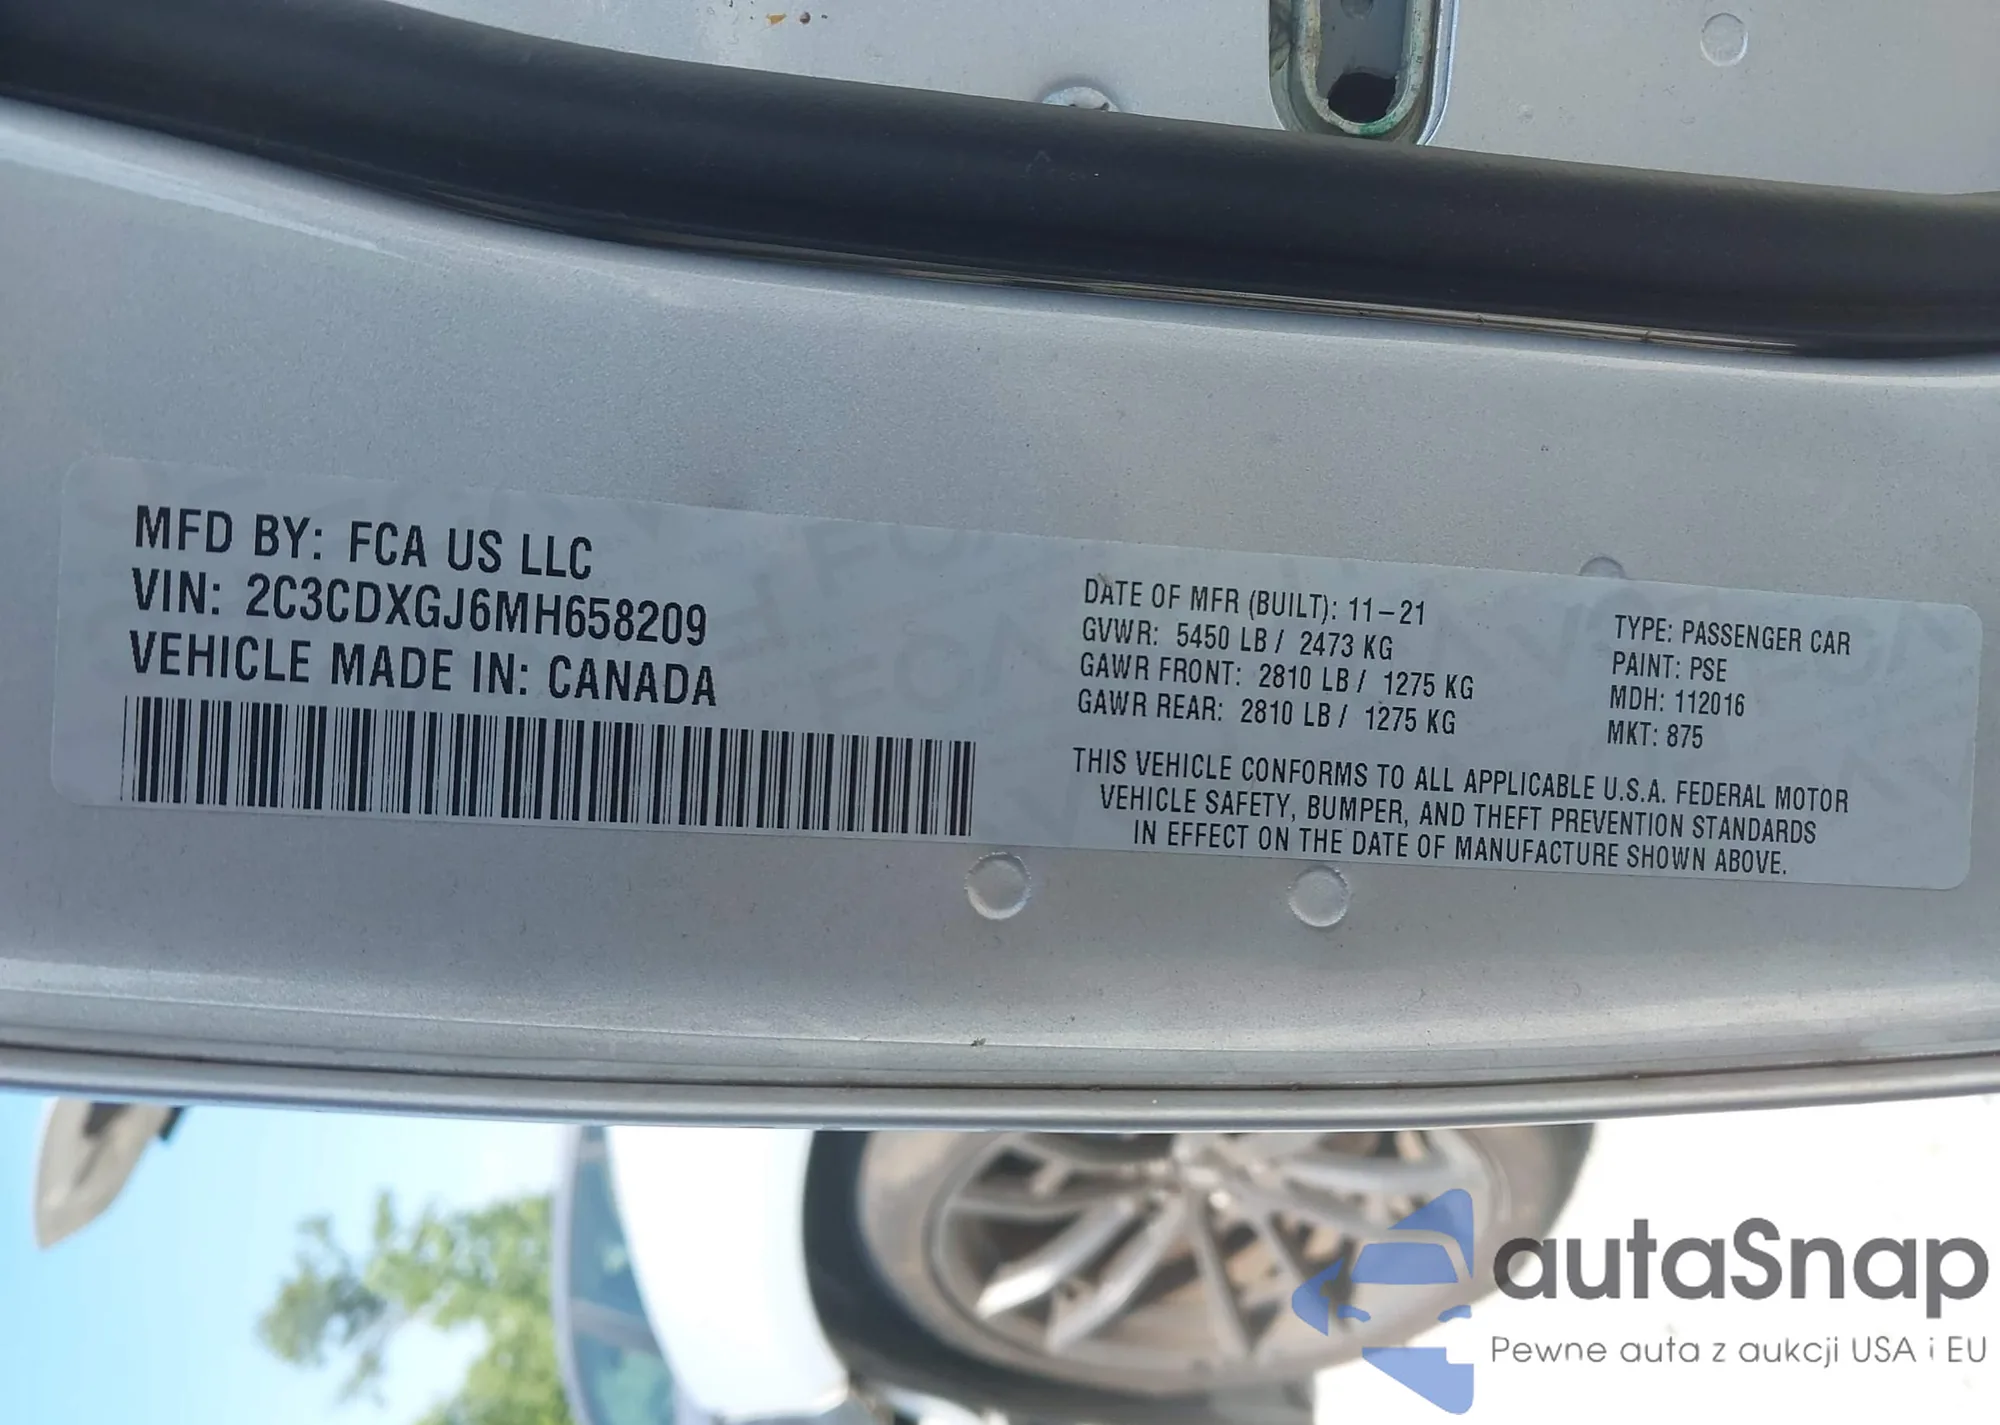 MFD BY: FCA US LLC
VIN: 2C3CDXGJ6MH658209
VEHICLE MADE IN: CANADA
DATE OF MFR (BUILT): 11-21
GVWR: 5450 LB / 2473 KG
GAWR FRONT: 2810 LB / 1275 KG
GAWR REAR: 2810 LB / 1275 KG
TYPE: PASSENGER CAR
PAINT: PSE
MDH: 112016
MKT: 875
THIS VEHICLE CONFORMS TO ALL APPLICABLE U.S.A. FEDERAL MOTOR
VEHICLE SAFETY, BUMPER, AND THEFT PREVENTION STANDARDS
IN EFFECT ON THE DATE OF MANUFACTURE SHOWN ABOVE.
autaSnap
Pewne auta z aukcji USA i EU